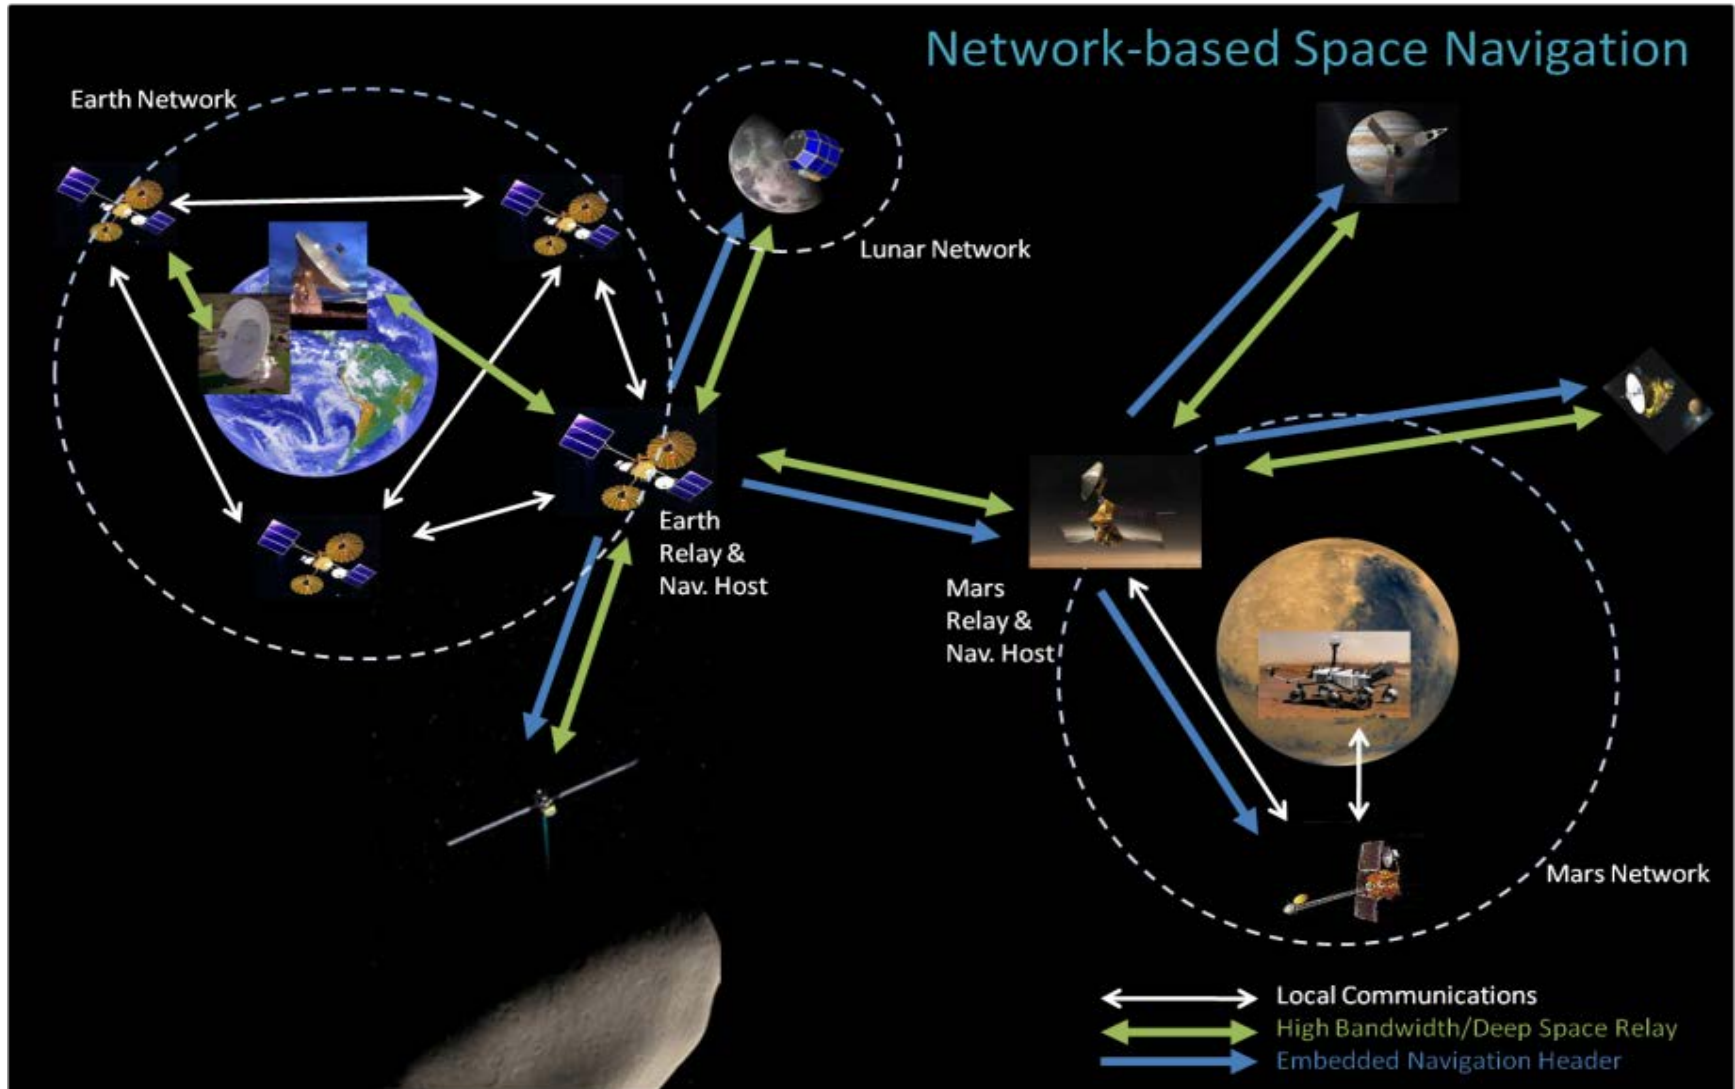 Network-based Space Navigation
Earth Network
Lunar Network
Earth
Relay &
Nav. Host
Mars
Relay &
Nav. Host
Mars Network
Local Communications
High Bandwidth/Deep Space Relay
Embedded Navigation Header